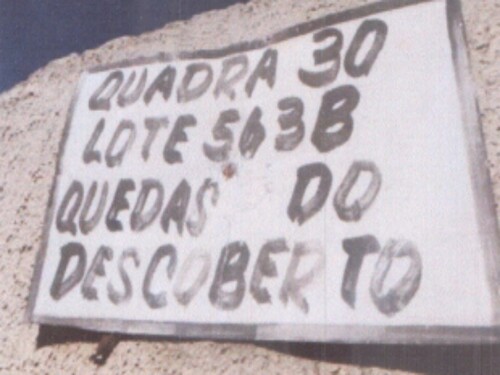 QUADRA 30
LOTE 563B
QUEDAS DO
DESCOBERTO